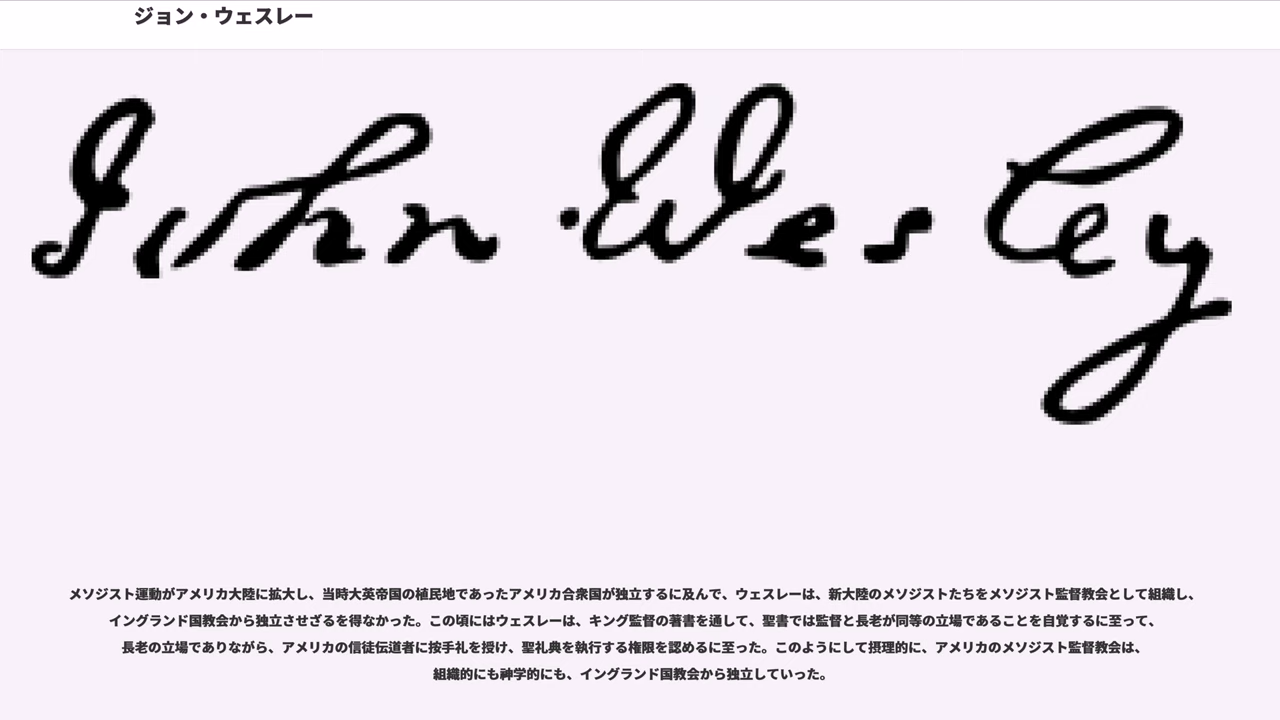 ジョン・ウェスレー
John Wesley
メソジスト運動がアメリカ大陸に拡大し、当時大英帝国の植民地であったアメリカ合衆国が独立するに及んで、ウェスレーは、新大陸のメソジストたちをメソジスト監督教会として組織し、
イングランド国教会から独立させざるを得なかった。この頃にはウェスレーは、キング監督の著書を通して、聖書では監督と長老が同等の立場であることを自覚するに至って、
長老の立場でありながら、アメリカの信徒伝道者に按手礼を授け、聖礼典を執行する権限を認めるに至った。このようにして摂理的に、アメリカのメソジスト監督教会は、
組織的にも神学的にも、イングランド国教会から独立していった。